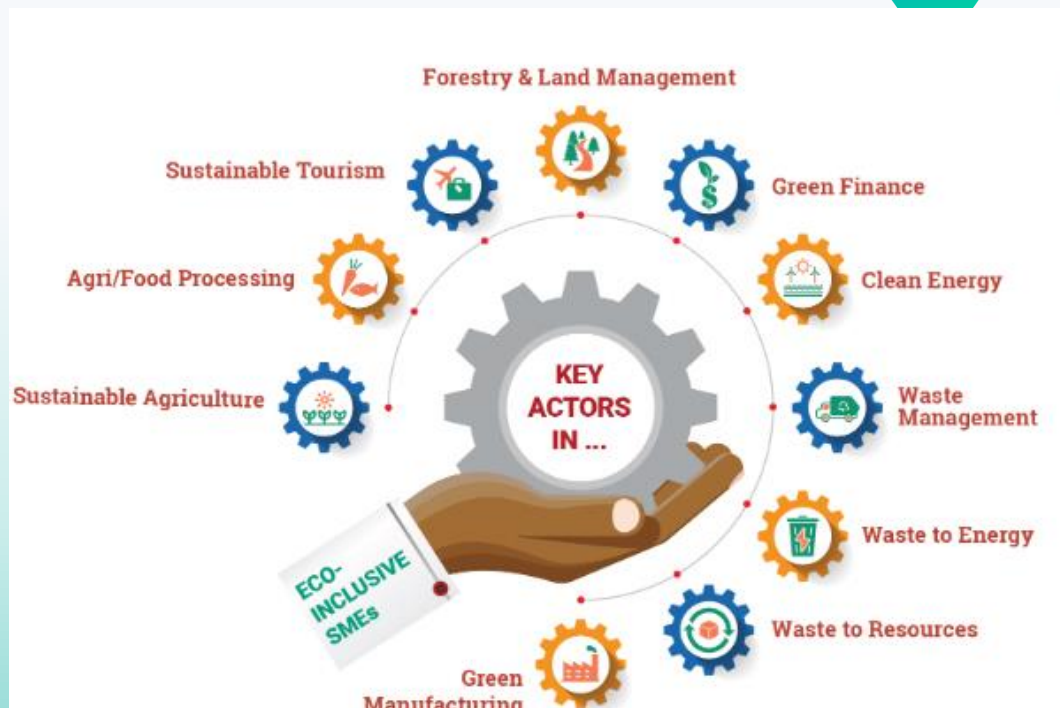 Forestry & Land Management
Sustainable Tourism
Green Finance
Agri/Food Processing
Clean Energy
Sustainable Agriculture
KEY
ACTORS
IN ...
Waste
Management
Waste to Energy
ECO-
INCLUSIVE
SMEs
Waste to Resources
Green
Manufacturing